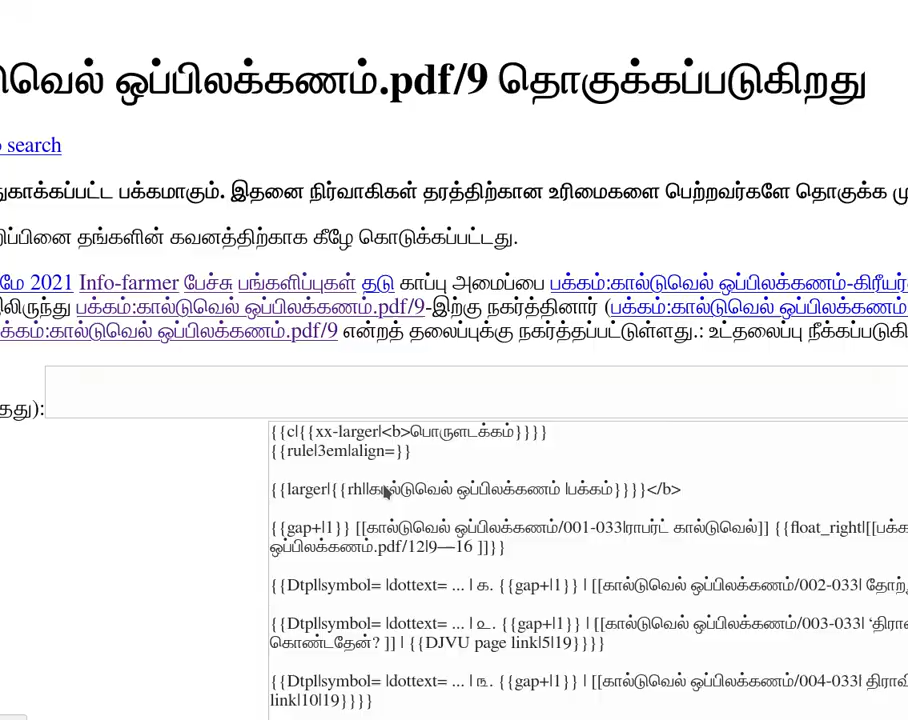 டுவெல் ஒப்பிலக்கணம்.pdf/9 தொகுக்கப்படுகிறது
search
துகாக்கப்பட்ட பக்கமாகும். இதனை நிர்வாகிகள் தரத்திற்கான உரிமைகளை பெற்றவர்களே தொகுக்க மு
றிப்பினை தங்களின் கவனத்திற்காக கீழே கொடுக்கப்பட்டது.
மே 2021 Info-farmer பேச்சு பங்களிப்புகள் தடு காப்பு அமைப்பை பக்கம்:கால்டுவெல் ஒப்பிலக்கணம்-கிரீயர்
லிருந்து பக்கம்:கால்டுவெல் ஒப்பிலக்கணம்.pdf/9-இற்கு நகர்த்தினார் (பக்கம்:கால்டுவெல் ஒப்பிலக்கணம்
க்கம்:கால்டுவெல் ஒப்பிலக்கணம்.pdf/9 என்றத் தலைப்புக்கு நகர்த்தப்பட்டுள்ளது.: உட்தலைப்பு நீக்கப்படுகி
தது):
{{c|{{xx-larger|<b>பொருளடக்கம்}}}}
{{rule|3em|align=}}
{{larger|{{rh||கால்டுவெல் ஒப்பிலக்கணம் |பக்கம்}}}}</b>
{{gap+|1}} [[கால்டுவெல் ஒப்பிலக்கணம்/001-033|ராபர்ட் கால்டுவெல்]] {{float_right|[[பக்க
ஒப்பிலக்கணம்.pdf/12|9—16 ]]}}
{{Dtpl|symbol= |dottext= ... | க. {{gap+|1}} | [[கால்டுவெல் ஒப்பிலக்கணம்/002-033| தோற்
{{Dtpl|symbol= |dottext= ... | உ. {{gap+|1}} | [[கால்டுவெல் ஒப்பிலக்கணம்/003-033| ‘திரா
கொண்டதேன்? ]] | {{DJVU page link|5|19}}}}
{{Dtpl|symbol= |dottext= ... | ௩. {{gap+|1}} | [[கால்டுவெல் ஒப்பிலக்கணம்/004-033| திராவி
link|10|19}}}}